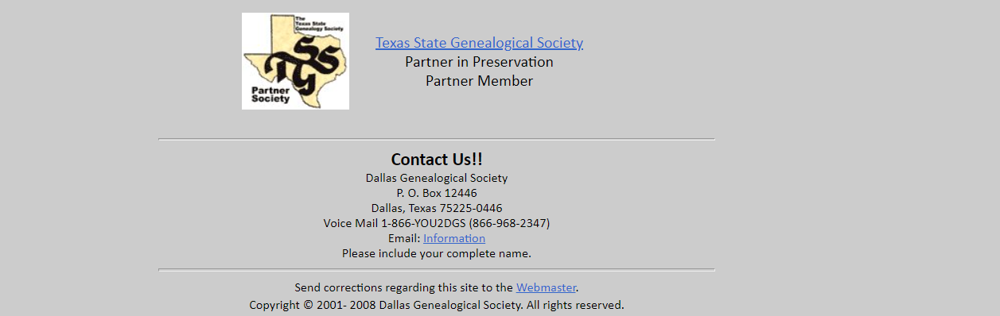 The
Texas State
Genealogy Society
TSGS
Partner
Society
Texas State Genealogical Society
Partner in Preservation
Partner Member
Contact Us!!
Dallas Genealogical Society
P. O. Box 12446
Dallas, Texas 75225-0446
Voice Mail 1-866-YOU2DGS (866-968-2347)
Email: Information
Please include your complete name.
Send corrections regarding this site to the Webmaster.
Copyright © 2001- 2008 Dallas Genealogical Society. All rights reserved.